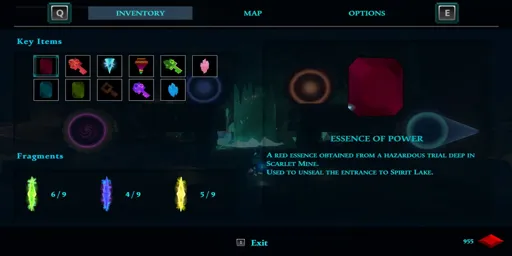 Q
INVENTORY
MAP
OPTIONS
E
Key Items
ESSENCE OF POWER
A RED ESSENCE OBTAINED FROM A HAZARDOUS TRIAL DEEP IN
SCARLET MINE.
USED TO UNSEAL THE ENTRANCE TO SPIRIT LAKE.
Fragments
6 / 9
4 / 9
5 / 9
Exit
955